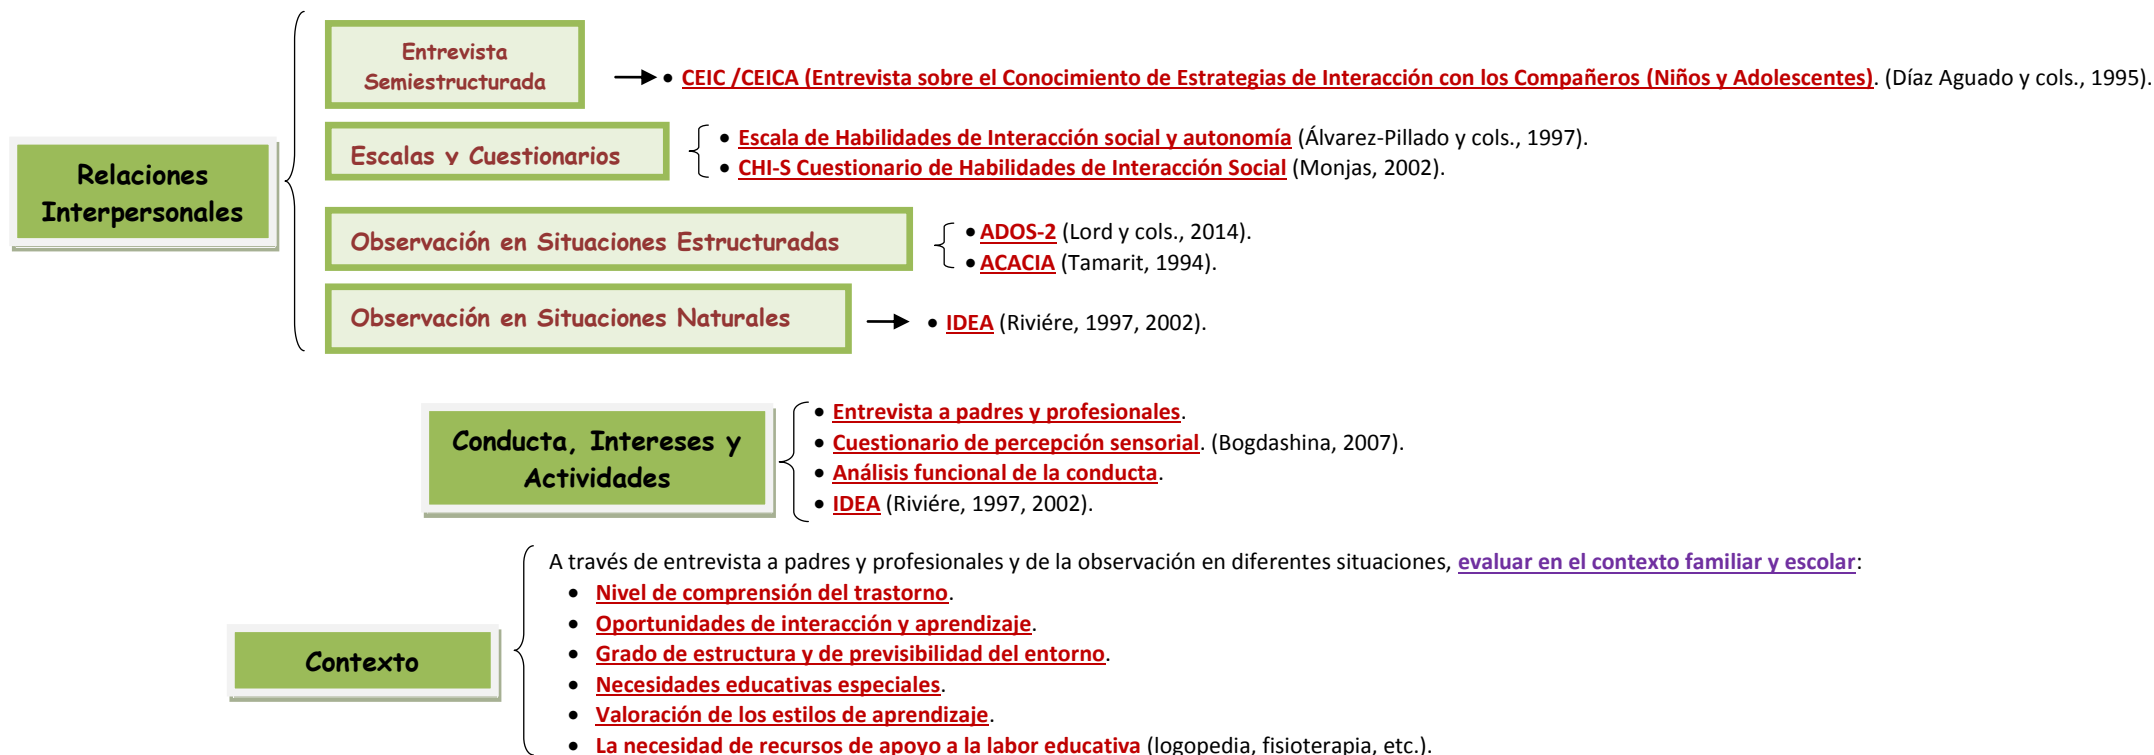 Relaciones
Interpersonales
Entrevista
Semiestructurada
• CEIC /CEICA (Entrevista sobre el Conocimiento de Estrategias de Interacción con los Compañeros (Niños y Adolescentes). (Díaz Aguado y cols., 1995).
Escalas y Cuestionarios
• Escala de Habilidades de Interacción social y autonomía (Álvarez-Pillado y cols., 1997).
• CHI-S Cuestionario de Habilidades de Interacción Social (Monjas, 2002).
Observación en Situaciones Estructuradas
• ADOS-2 (Lord y cols., 2014).
• ACACIA (Tamarit, 1994).
Observación en Situaciones Naturales
• IDEA (Riviére, 1997, 2002).
Conducta, Intereses y
Actividades
• Entrevista a padres y profesionales.
• Cuestionario de percepción sensorial. (Bogdashina, 2007).
• Análisis funcional de la conducta.
• IDEA (Riviére, 1997, 2002).
Contexto
A través de entrevista a padres y profesionales y de la observación en diferentes situaciones, evaluar en el contexto familiar y escolar:
• Nivel de comprensión del trastorno.
• Oportunidades de interacción y aprendizaje.
• Grado de estructura y de previsibilidad del entorno.
• Necesidades educativas especiales.
• Valoración de los estilos de aprendizaje.
• La necesidad de recursos de apoyo a la labor educativa (logopedia, fisioterapia, etc.).